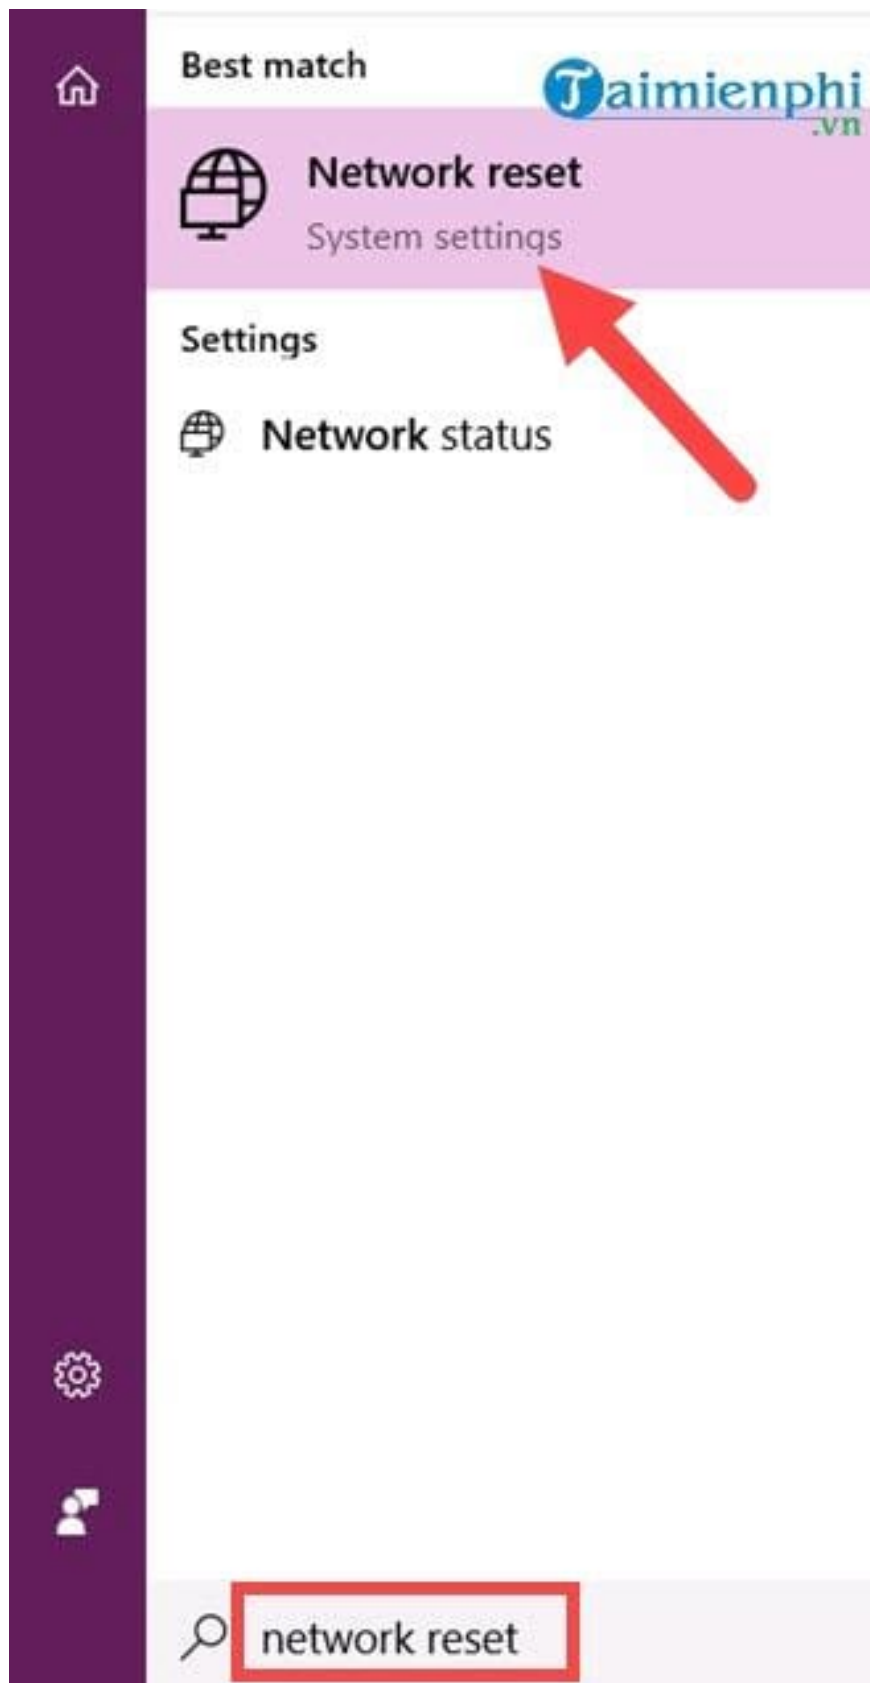 Best match
Taimienphi
.vn
Network reset
System settings
Settings
Network status
network reset